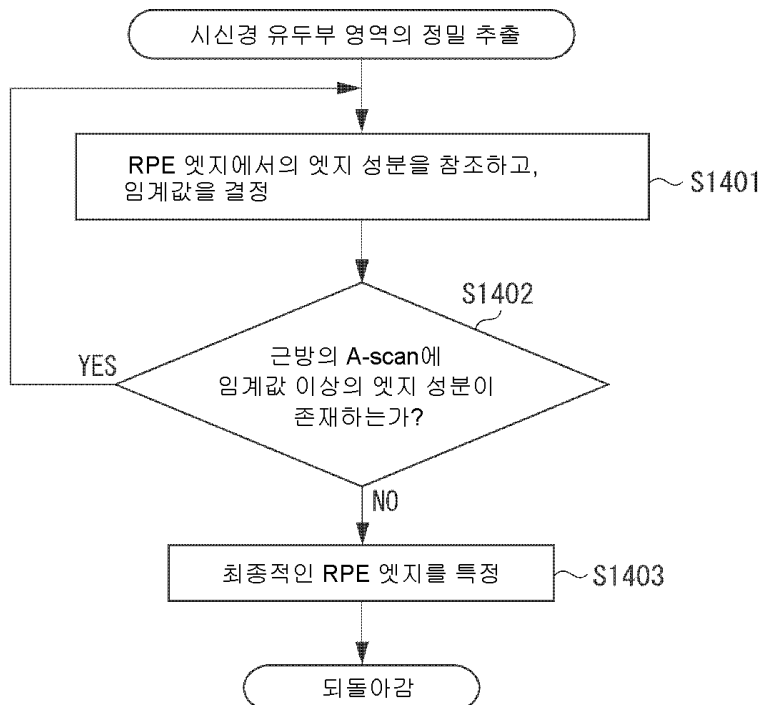 시신경 유두부 영역의 정밀 추출
RPE 엣지에서의 엣지 성분을 참조하고,
임계값을 결정
S1401
S1402
근방의 A-scan에
임계값 이상의 엣지 성분이
존재하는가?
YES
NO
최종적인 RPE 엣지를 특정
S1403
되돌아감